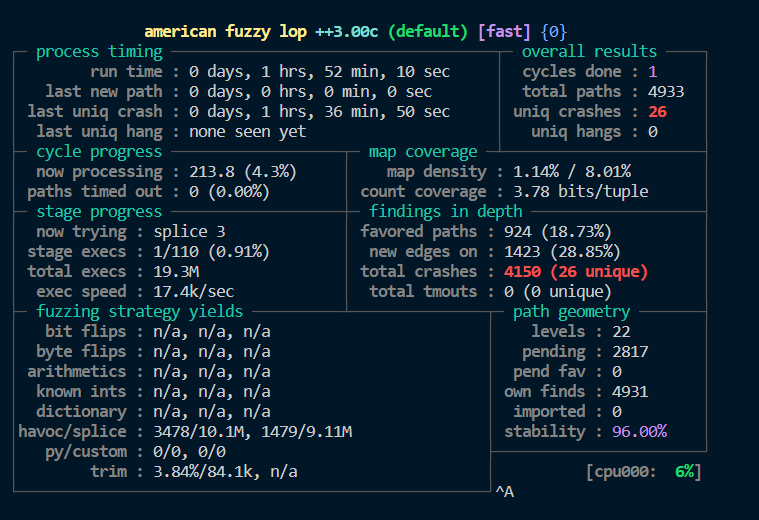 american fuzzy lop ++3.00c (default) [fast] {0}
process timing overall results
run time : 0 days, 1 hrs, 52 min, 10 sec cycles done : 1
last new path : 0 days, 0 hrs, 0 min, 0 sec total paths : 4933
last uniq crash : 0 days, 1 hrs, 36 min, 50 sec uniq crashes : 26
last uniq hang : none seen yet uniq hangs : 0
cycle progress map coverage
now processing : 213.8 (4.3%) map density : 1.14% / 8.01%
paths timed out : 0 (0.00%) count coverage : 3.78 bits/tuple
stage progress findings in depth
now trying : splice 3 favored paths : 924 (18.73%)
stage execs : 1/110 (0.91%) new edges on : 1423 (28.85%)
total execs : 19.3M total crashes : 4150 (26 unique)
exec speed : 17.4k/sec total tmouts : 0 (0 unique)
fuzzing strategy yields path geometry
bit flips : n/a, n/a, n/a levels : 22
byte flips : n/a, n/a, n/a pending : 2817
arithmetics : n/a, n/a, n/a pend fav : 0
known ints : n/a, n/a, n/a own finds : 4931
dictionary : n/a, n/a, n/a imported : 0
havoc/splice : 3478/10.1M, 1479/9.11M stability : 96.00%
py/custom : 0/0, 0/0
trim : 3.84%/84.1k, n/a [cpu000: 6%]
^A